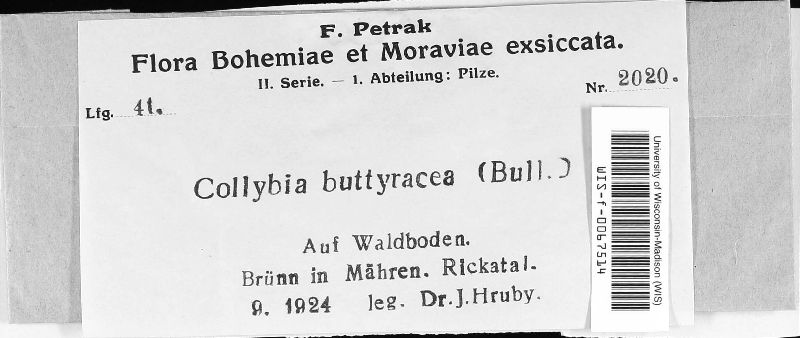 F. Petrak
Flora Bohemiae et Moraviae exsiccata.
II. Serie. — 1. Abteilung: Pilze.
Lfg. 41.
Nr. 2020.
Collybia buttyracea (Bull.)
Auf Waldboden.
Brünn in Mähren. Rickatal.
9. 1924 leg. Dr. J. Hruby.
University of Wisconsin-Madison (WIS)
WIS-f-0067514